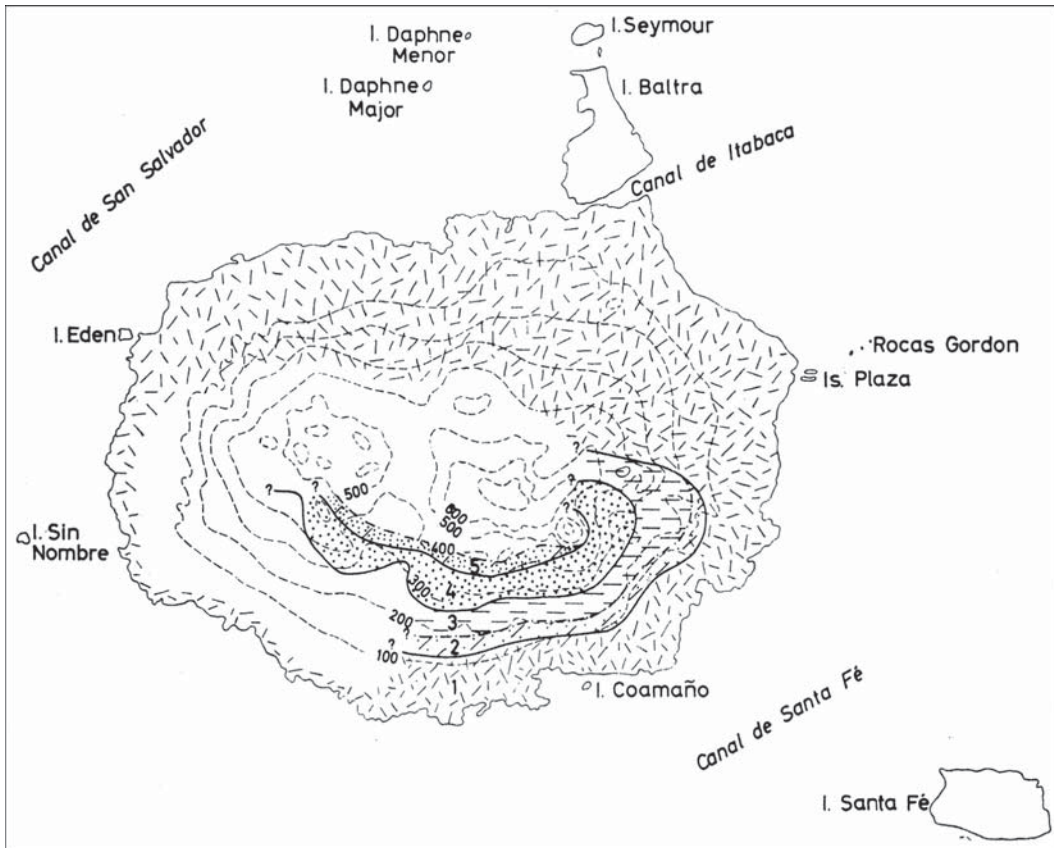 I. Daphne
Menor
I. Seymour
I. Daphne
Major
I. Baltra
Canal de San Salvador
Canal de Itabaca
I. Eden
Rocas Gordon
Is. Plaza
?
?
?
?
500
?
I. Sin
Nombre
500
400
5
300
4
200
3
?
2
?
100
1
I. Coamaño
Canal de Santa Fé
I. Santa Fé